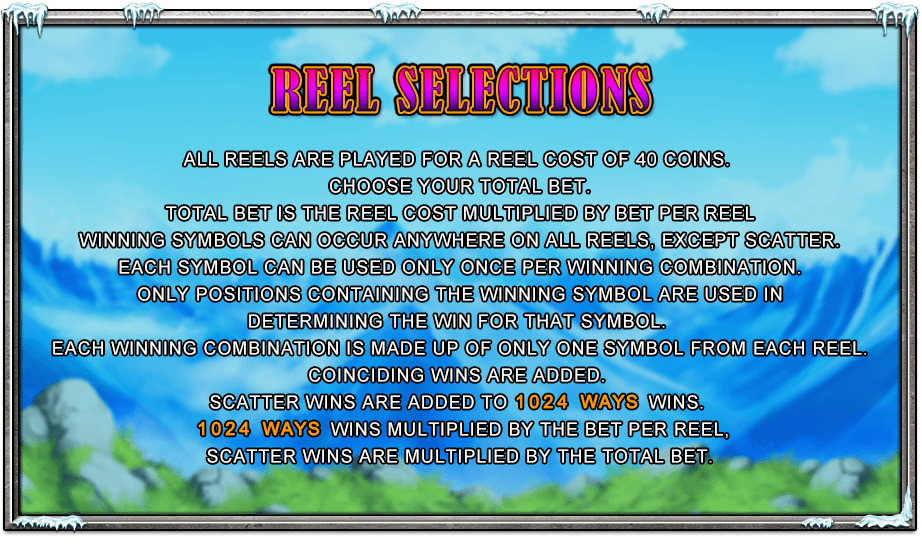 REEL SELECTIONS
ALL REELS ARE PLAYED FOR A REEL COST OF 40 COINS.
CHOOSE YOUR TOTAL BET.
TOTAL BET IS THE REEL COST MULTIPLIED BY BET PER REEL
WINNING SYMBOLS CAN OCCUR ANYWHERE ON ALL REELS, EXCEPT SCATTER.
EACH SYMBOL CAN BE USED ONLY ONCE PER WINNING COMBINATION.
ONLY POSITIONS CONTAINING THE WINNING SYMBOL ARE USED IN
DETERMINING THE WIN FOR THAT SYMBOL.
EACH WINNING COMBINATION IS MADE UP OF ONLY ONE SYMBOL FROM EACH REEL.
COINCIDING WINS ARE ADDED.
SCATTER WINS ARE ADDED TO 1024 WAYS WINS.
1024 WAYS WINS MULTIPLIED BY THE BET PER REEL,
SCATTER WINS ARE MULTIPLIED BY THE TOTAL BET.